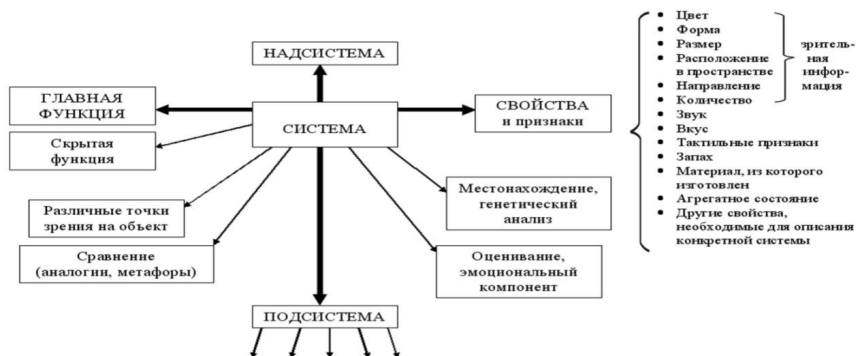 НАДСИСТЕМА
ГЛАВНАЯ
ФУНКЦИЯ
СИСТЕМА
СВОЙСТВА
и признаки
Скрытая
функция
Различные точки
зрения на объект
Сравнение
(аналогии, метафоры)
Местонахождение,
генетический
анализ
Оценивание,
эмоциональный
компонент
ПОДСИСТЕМА
• Цвет
• Форма
• Размер
• Расположение
в пространстве
• Направление
• Количество
зритель-
ная
инфор-
мация
• Звук
• Вкус
• Тактильные признаки
• Запах
• Материал, из которого
изготовлен
• Агрегатное состояние
• Другие свойства,
необходимые для описания
конкретной системы